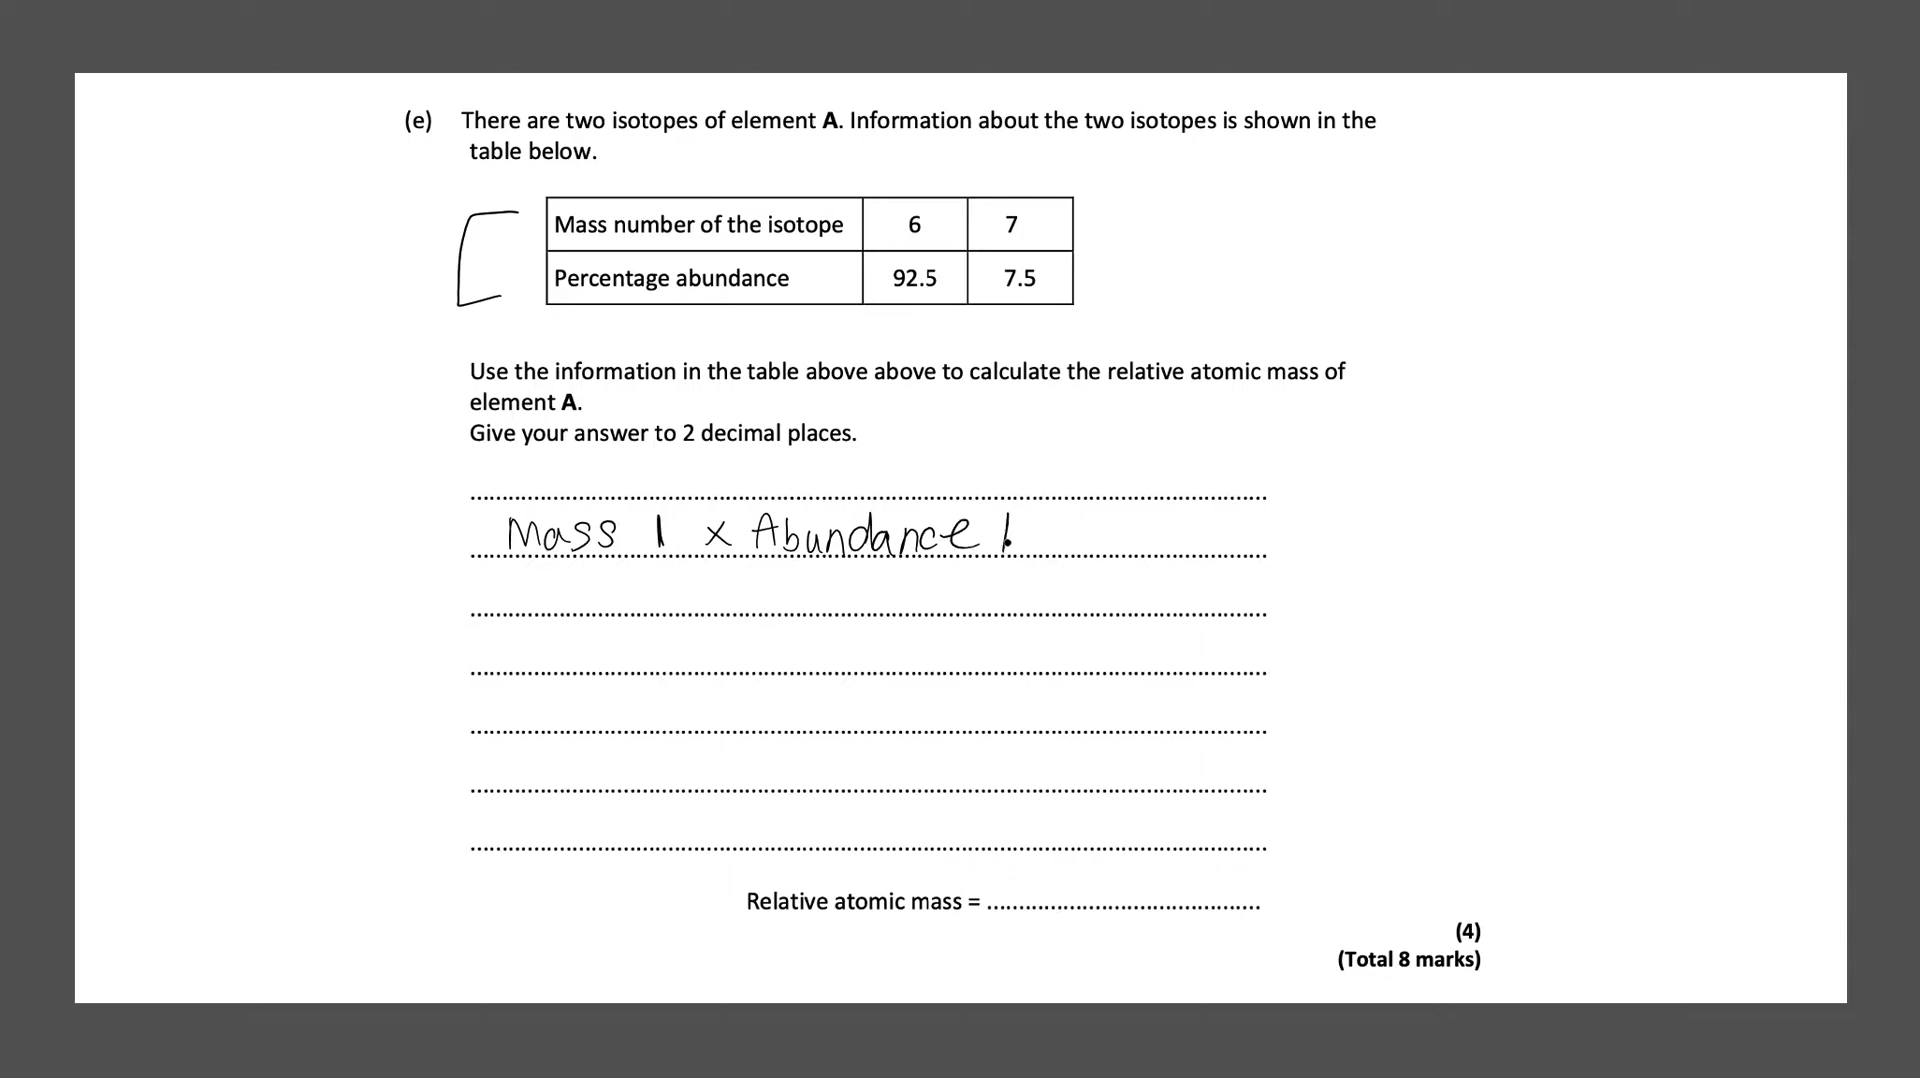 (e) There are two isotopes of element A. Information about the two isotopes is shown in the
table below.
Mass number of the isotope 6 7
Percentage abundance 92.5 7.5
Use the information in the table above above to calculate the relative atomic mass of
element A.
Give your answer to 2 decimal places.
Mass 1 x Abundance 1
Relative atomic mass = ..........................................
(4)
(Total 8 marks)